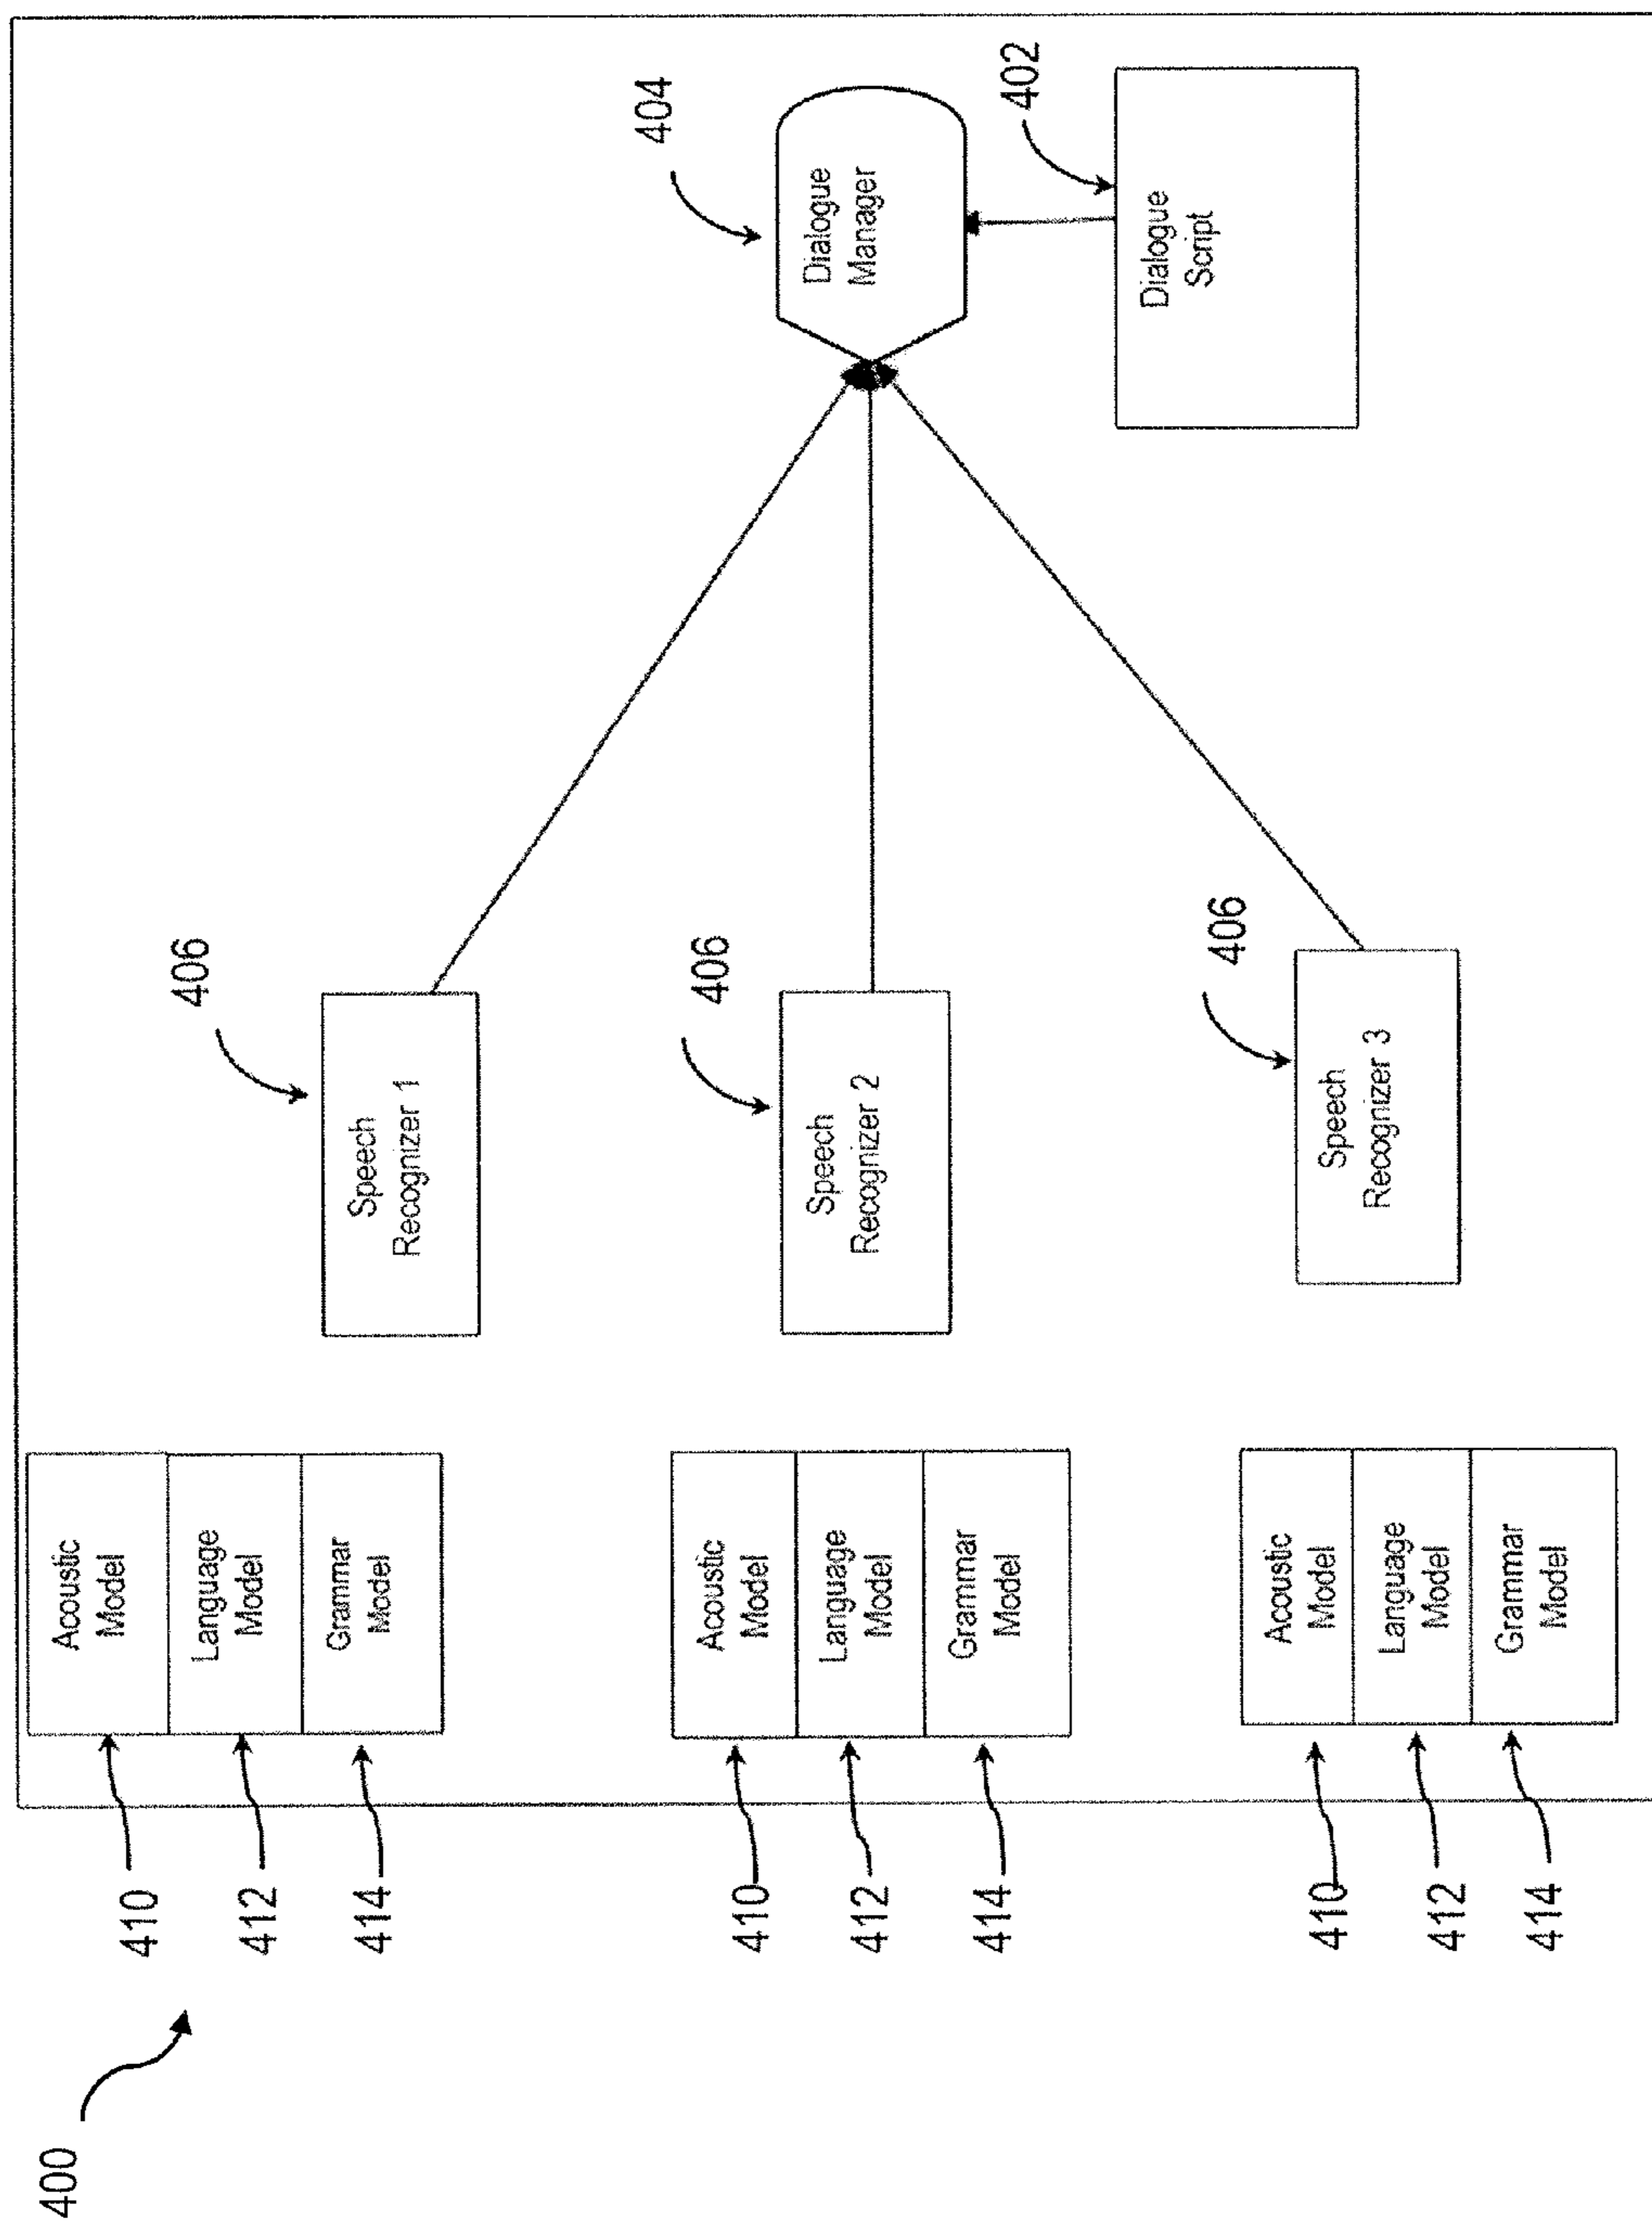 400
410
Acoustic
Model
412
Language
Model
414
Grammar
Model
406
Speech
Recognizer 1
410
Acoustic
Model
412
Language
Model
414
Grammar
Model
406
Speech
Recognizer 2
404
Dialogue
Manager
402
Dialogue
Script
410
Acoustic
Model
412
Language
Model
414
Grammar
Model
406
Speech
Recognizer 3